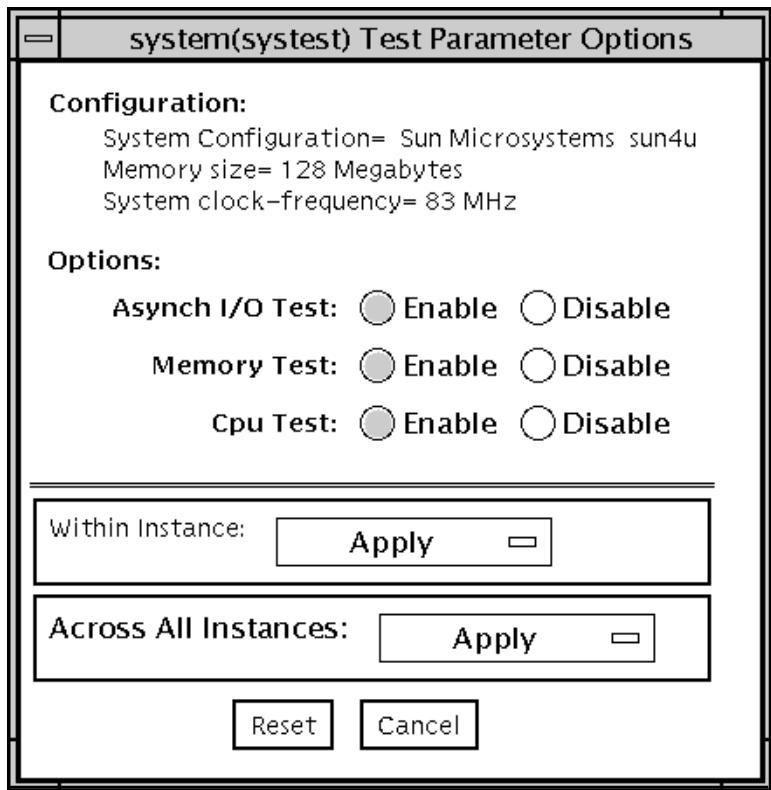 system(systest) Test Parameter Options
Configuration:
System Configuration= Sun Microsystems sun4u
Memory size= 128 Megabytes
System clock-frequency= 83 MHz
Options:
Asynch I/O Test: Enable Disable
Memory Test: Enable Disable
Cpu Test: Enable Disable
Within Instance: Apply
Across All Instances: Apply
Reset Cancel